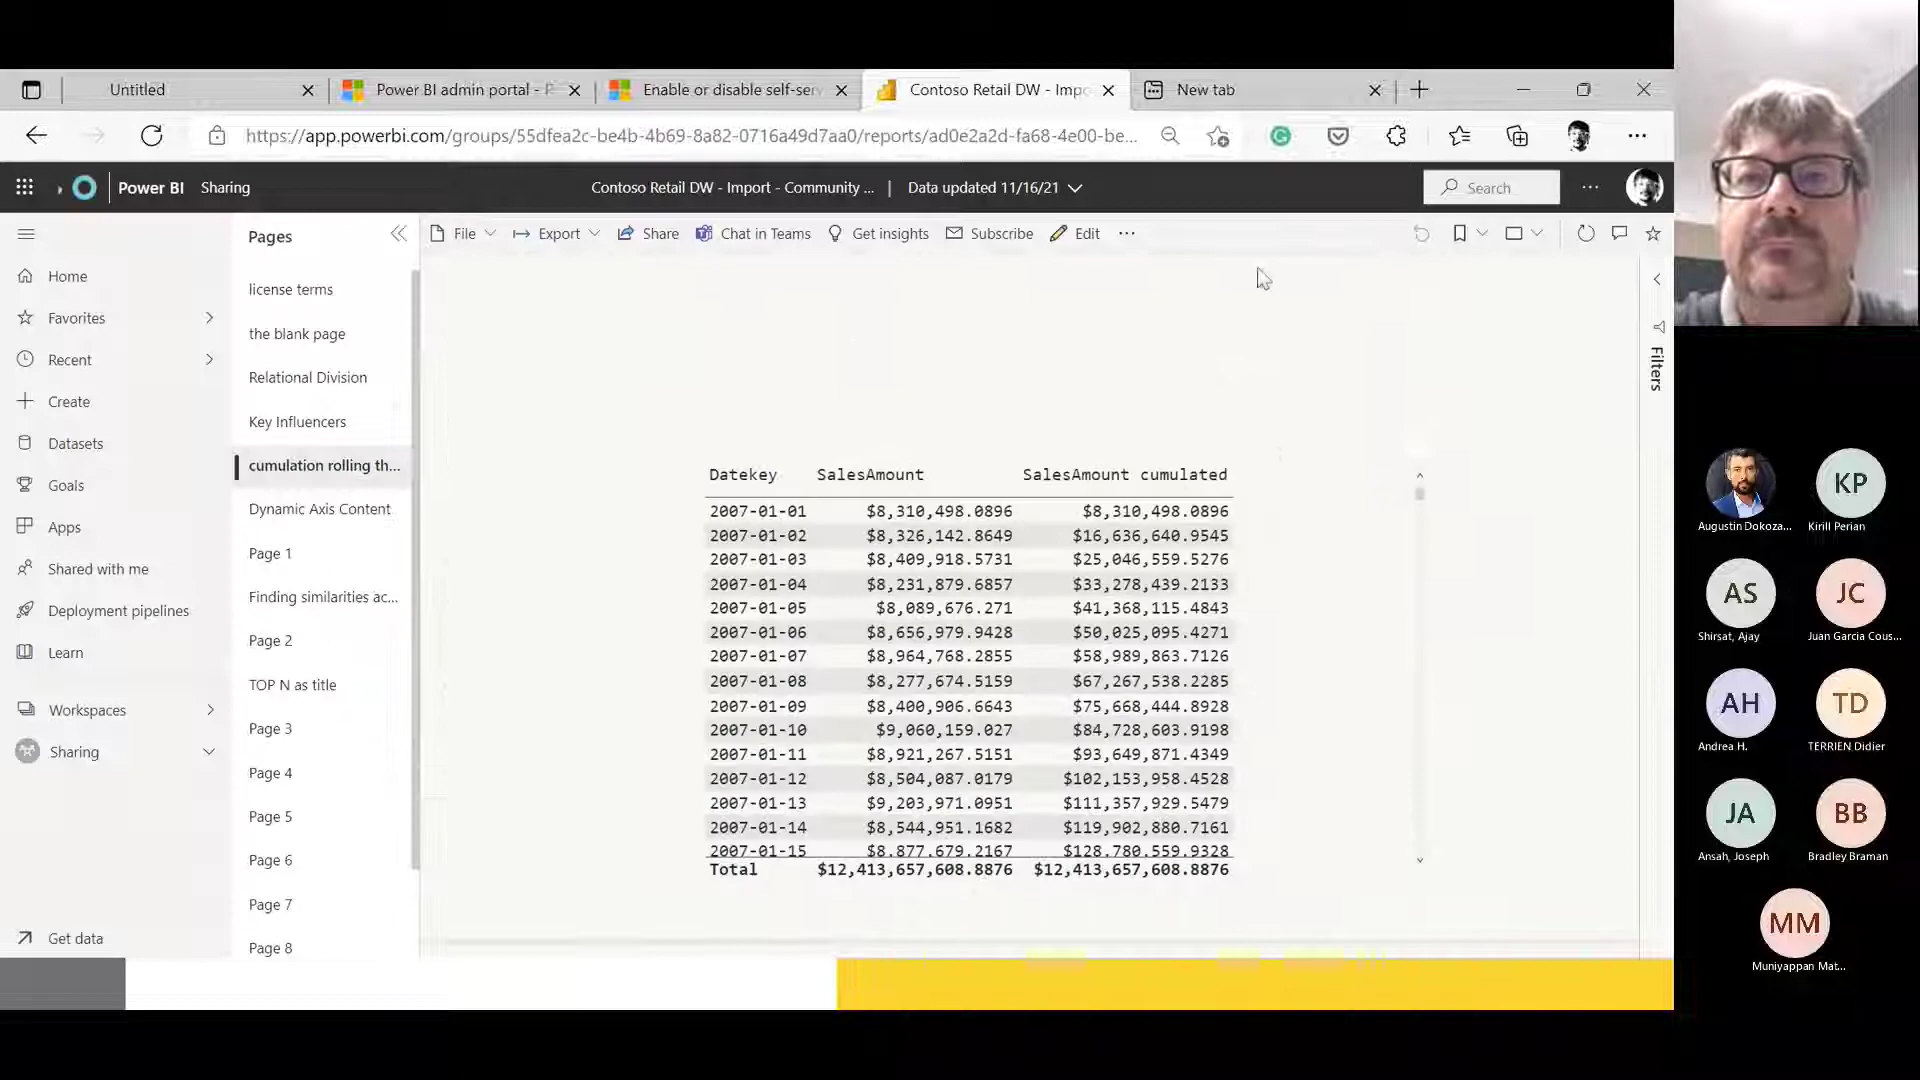 Untitled
Power BI admin portal - P
Enable or disable self-serv
Contoso Retail DW - Impo
New tab
https://app.powerbi.com/groups/55dfea2c-be4b-4b69-8a82-0716a49d7aa0/reports/ad0e2a2d-fa68-4e00-be...
Power BI Sharing
Contoso Retail DW - Import - Community ... | Data updated 11/16/21
Search
Pages
File
Export
Share
Chat in Teams
Get insights
Subscribe
Edit
Home
Favorites
Recent
Create
Datasets
Goals
Apps
Shared with me
Deployment pipelines
Learn
Workspaces
Sharing
Get data
license terms
the blank page
Relational Division
Key Influencers
cumulation rolling th...
Dynamic Axis Content
Page 1
Finding similarities ac...
Page 2
TOP N as title
Page 3
Page 4
Page 5
Page 6
Page 7
Page 8
Datekey SalesAmount SalesAmount cumulated
2007-01-01 $8,310,498.0896 $8,310,498.0896
2007-01-02 $8,326,142.8649 $16,636,640.9545
2007-01-03 $8,409,918.5731 $25,046,559.5276
2007-01-04 $8,231,879.6857 $33,278,439.2133
2007-01-05 $8,089,676.271 $41,368,115.4843
2007-01-06 $8,656,979.9428 $50,025,095.4271
2007-01-07 $8,964,768.2855 $58,989,863.7126
2007-01-08 $8,277,674.5159 $67,267,538.2285
2007-01-09 $8,400,906.6643 $75,668,444.8928
2007-01-10 $9,060,159.027 $84,728,603.9198
2007-01-11 $8,921,267.5151 $93,649,871.4349
2007-01-12 $8,504,087.0179 $102,153,958.4528
2007-01-13 $9,203,971.0951 $111,357,929.5479
2007-01-14 $8,544,951.1682 $119,902,880.7161
2007-01-15 $8,877,679.2167 $128,780,559.9328
Total $12,413,657,608.8876 $12,413,657,608.8876
Filters
KP
Augustin Dokoza... Kirill Perian
AS JC
Shirsat, Ajay Juan Garcia Cous...
AH TD
Andrea H. TERRIEN Didier
JA BB
Ansah, Joseph Bradley Braman
MM
Muniyappan Mat...